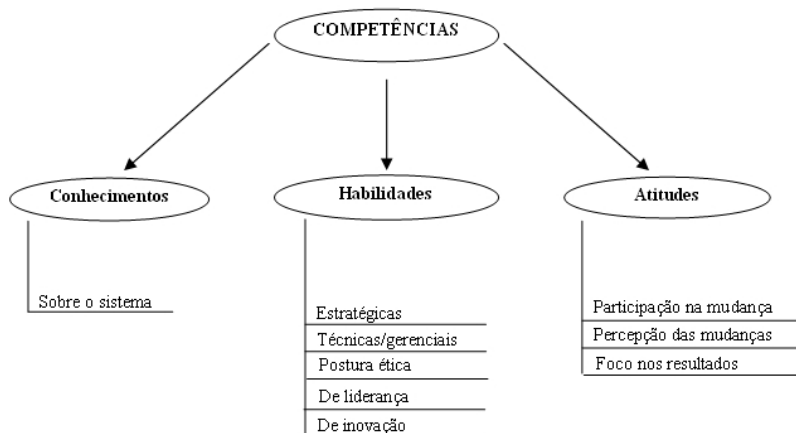 COMPETÊNCIAS
Conhecimentos
Sobre o sistema
Habilidades
Estratégicas
Técnicas/gerenciais
Postura ética
De liderança
De inovação
Atitudes
Participação na mudança
Percepção das mudanças
Foco nos resultados